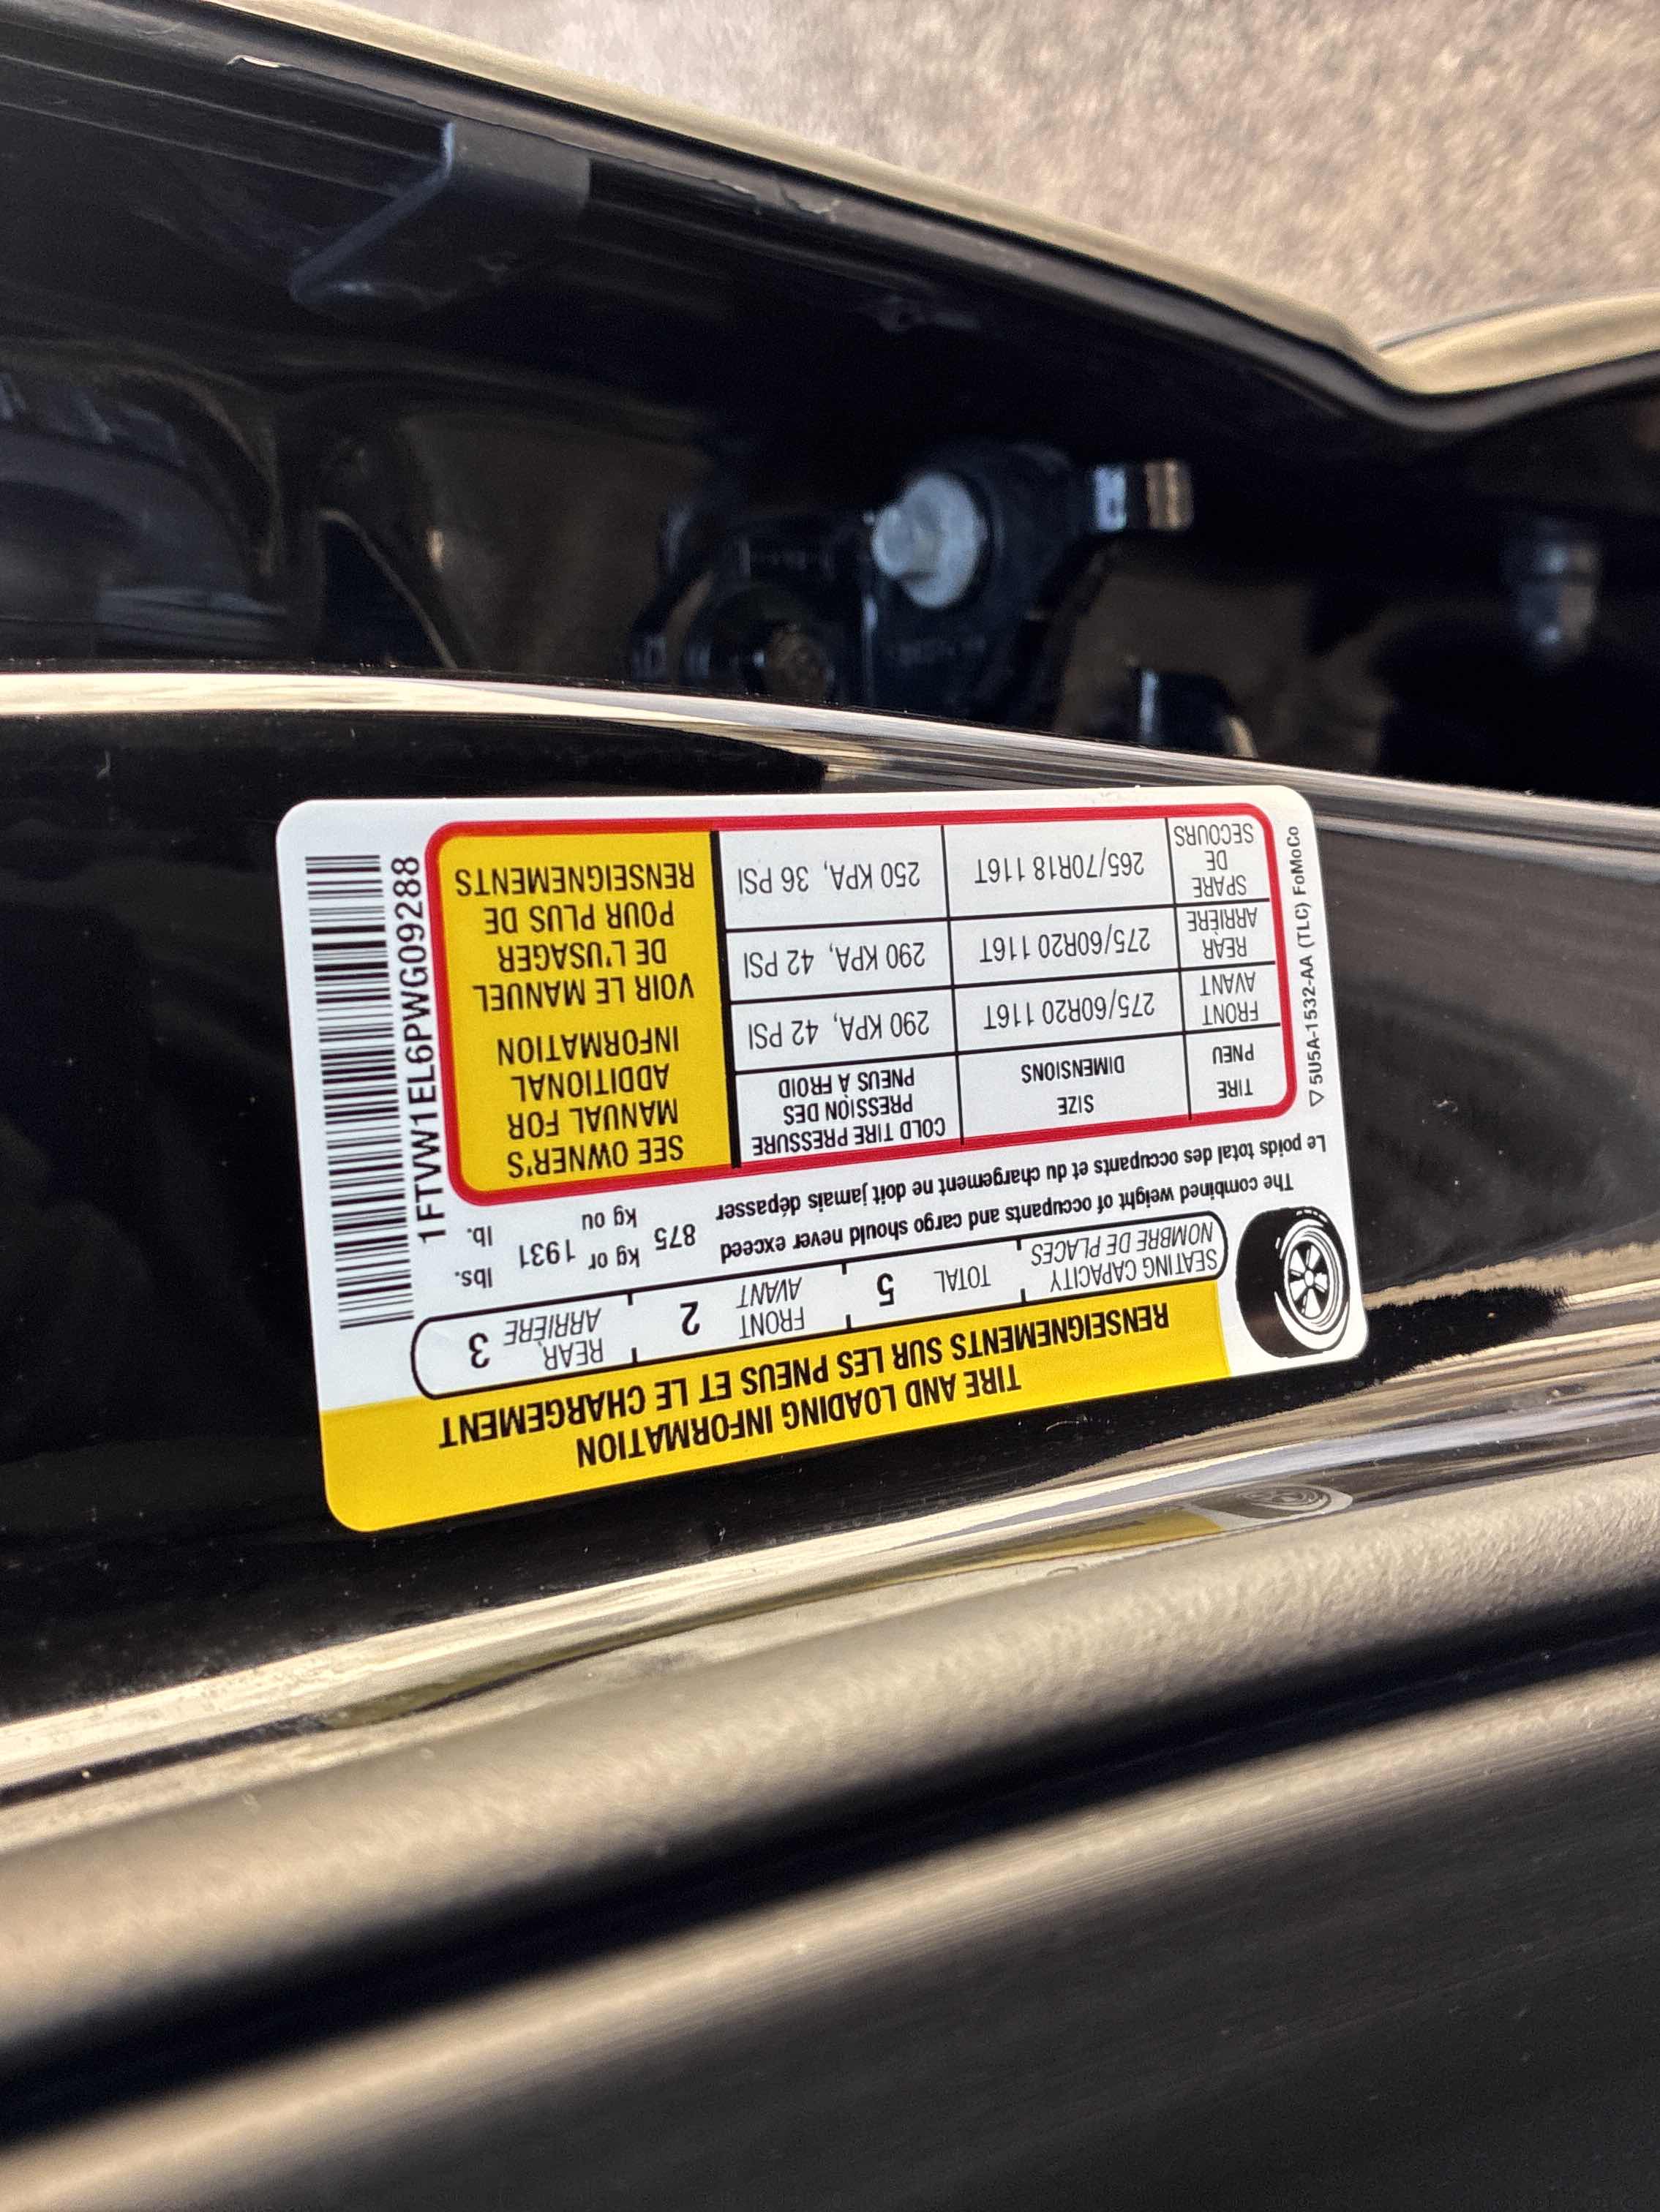 TIRE AND LOADING INFORMATION
RENSEIGNEMENTS SUR LES PNEUS ET LE CHARGEMENT
SEATING CAPACITY
NOMBRE DE PLACES
TOTAL 5
FRONT
AVANT
2
REAR
ARRIÈRE
3
The combined weight of occupants and cargo should never exceed
Le poids total des occupants et du chargement ne doit jamais dépasser
875
kg or
kg ou
1931
lbs.
lb.
TIRE
PNEU
SIZE
DIMENSIONS
COLD TIRE PRESSURE
PRESSION DES
PNEUS À FROID
FRONT
AVANT
275/60R20 116T
290 KPA, 42 PSI
REAR
ARRIÈRE
275/60R20 116T
290 KPA, 42 PSI
SPARE
DE
SECOURS
265/70R18 116T
250 KPA, 36 PSI
SEE OWNER'S
MANUAL FOR
ADDITIONAL
INFORMATION
VOIR LE MANUEL
DE L'USAGER
POUR PLUS DE
RENSEIGNEMENTS
1FTVW1EL6PWG09288
▽5U5A-1532-AA (TLC) FoMoCo